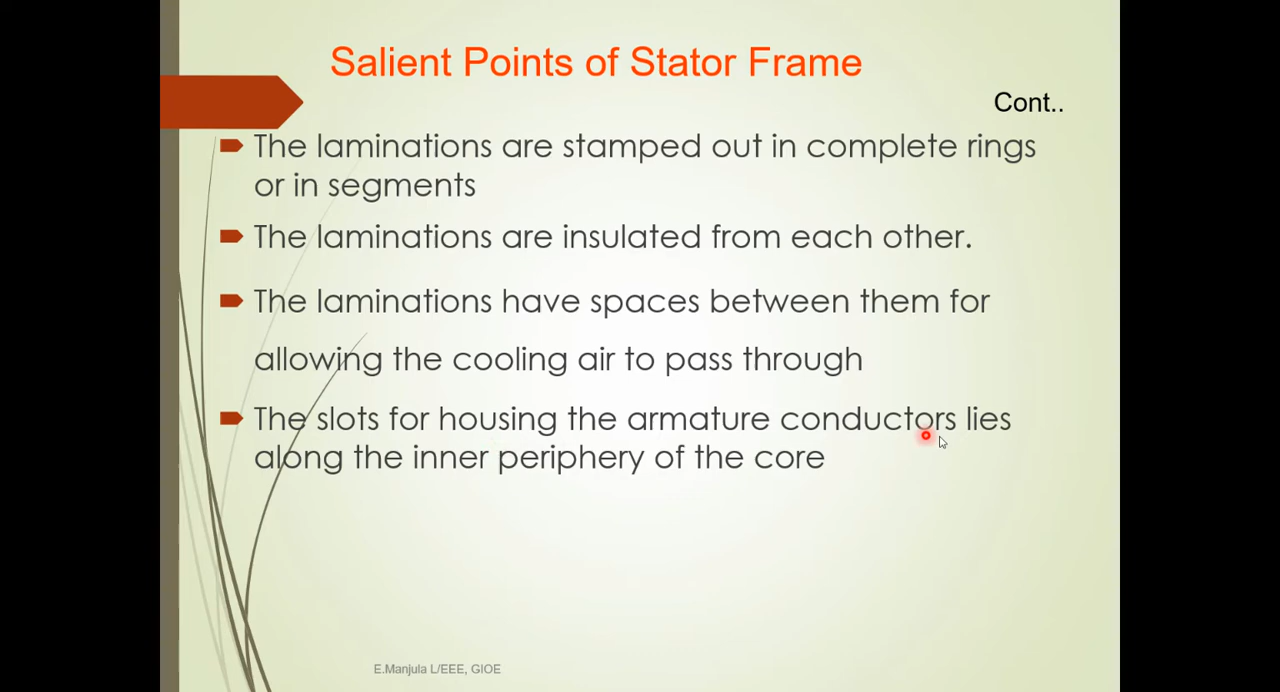 Salient Points of Stator Frame
Cont..
The laminations are stamped out in complete rings
or in segments
The laminations are insulated from each other.
The laminations have spaces between them for
allowing the cooling air to pass through
The slots for housing the armature conductors lies
along the inner periphery of the core
E.Manjula L/EEE, GIOE